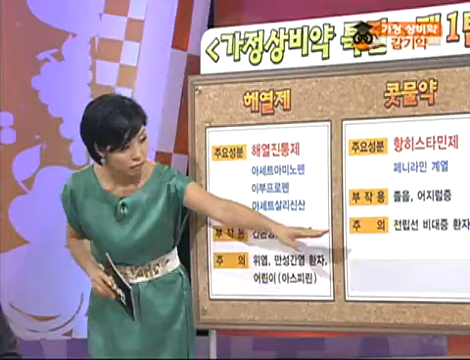 <가정상비약
제 1탄
가정 상비약
감기약
해열제
콧물약
주요성분 해열진통제
아세트아미노펜
이부프로펜
아세트살리신산
부작용
주 의 위염, 만성간염 환자,
어린이(아스피린)
주요성분 항히스타민제
페니라민 계열
부 작 용 졸음, 어지럼증
주 의 전립선 비대증 환자